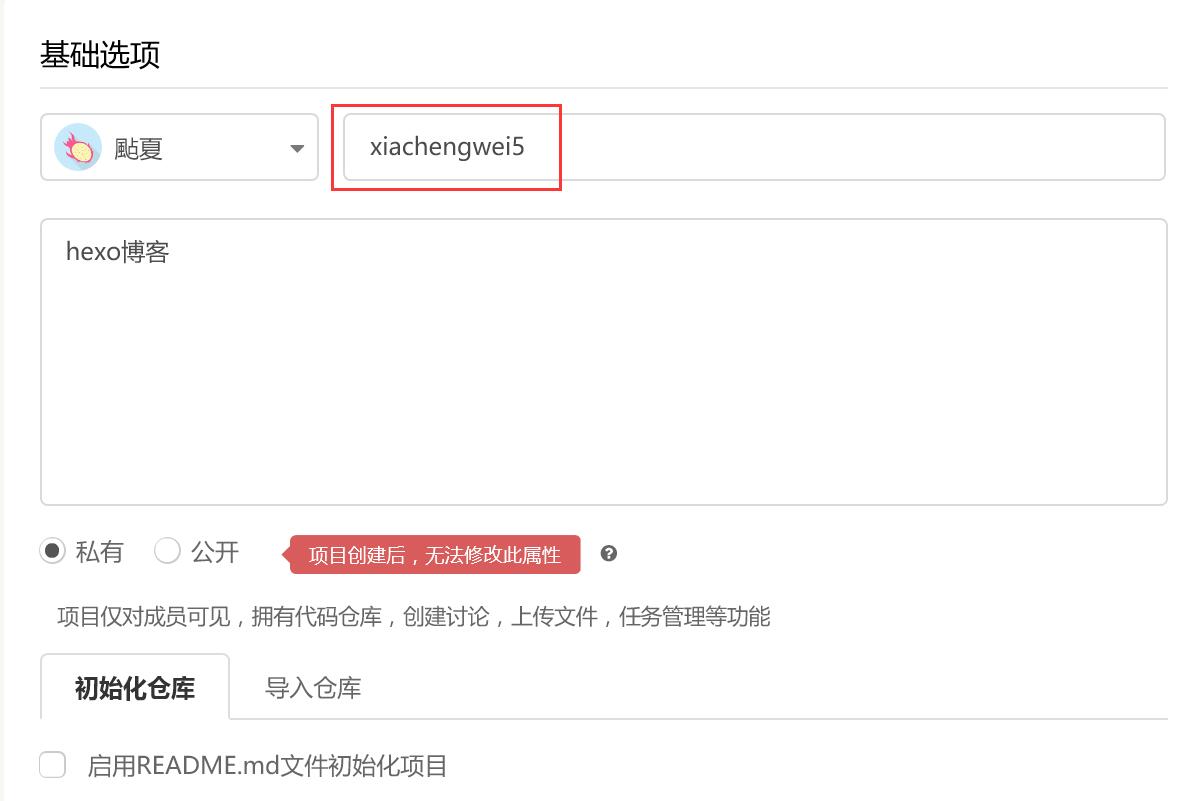 基础选项
颭夏
xiachengwei5
hexo博客
私有 公开 项目创建后，无法修改此属性 ?
项目仅对成员可见，拥有代码仓库，创建讨论，上传文件，任务管理等功能
初始化仓库 导入仓库
启用README.md文件初始化项目